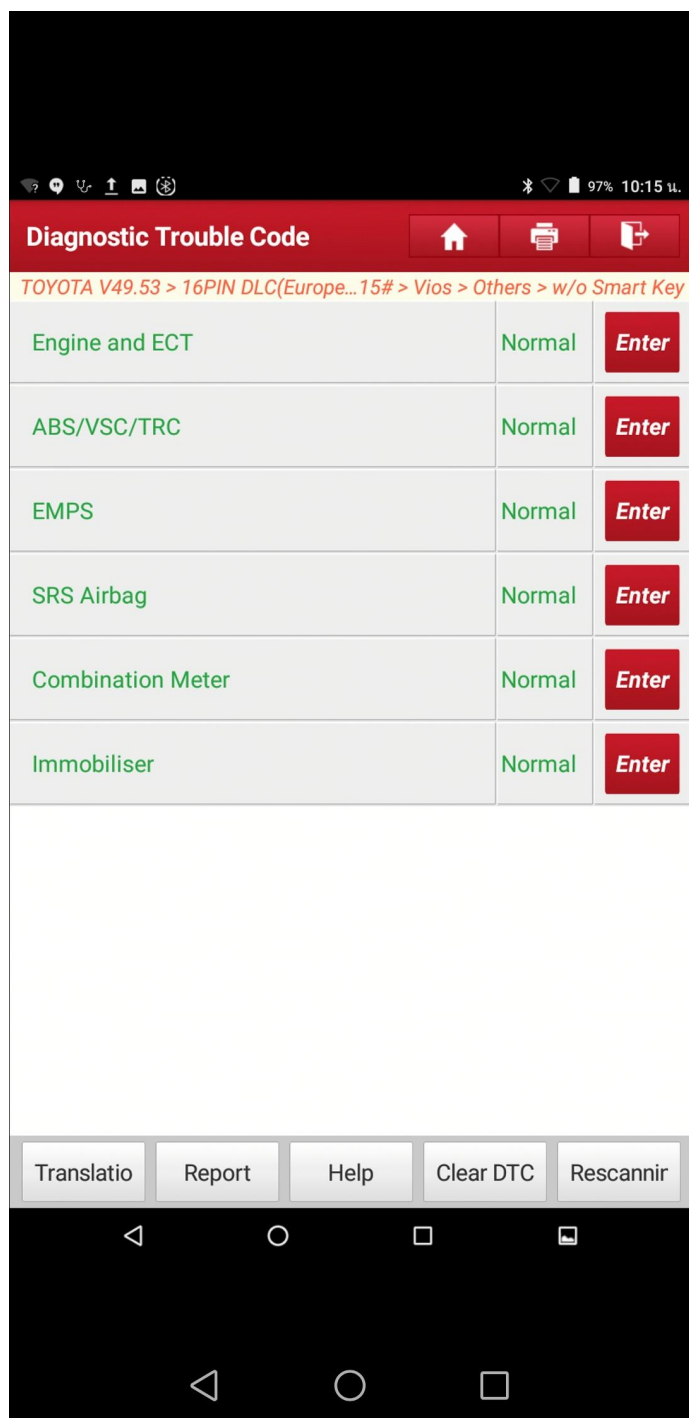 97% 10:15 น.
Diagnostic Trouble Code
TOYOTA V49.53 > 16PIN DLC(Europe...15# > Vios > Others > w/o Smart Key
Engine and ECT Normal Enter
ABS/VSC/TRC Normal Enter
EMPS Normal Enter
SRS Airbag Normal Enter
Combination Meter Normal Enter
Immobiliser Normal Enter
Translatio Report Help Clear DTC Rescannir